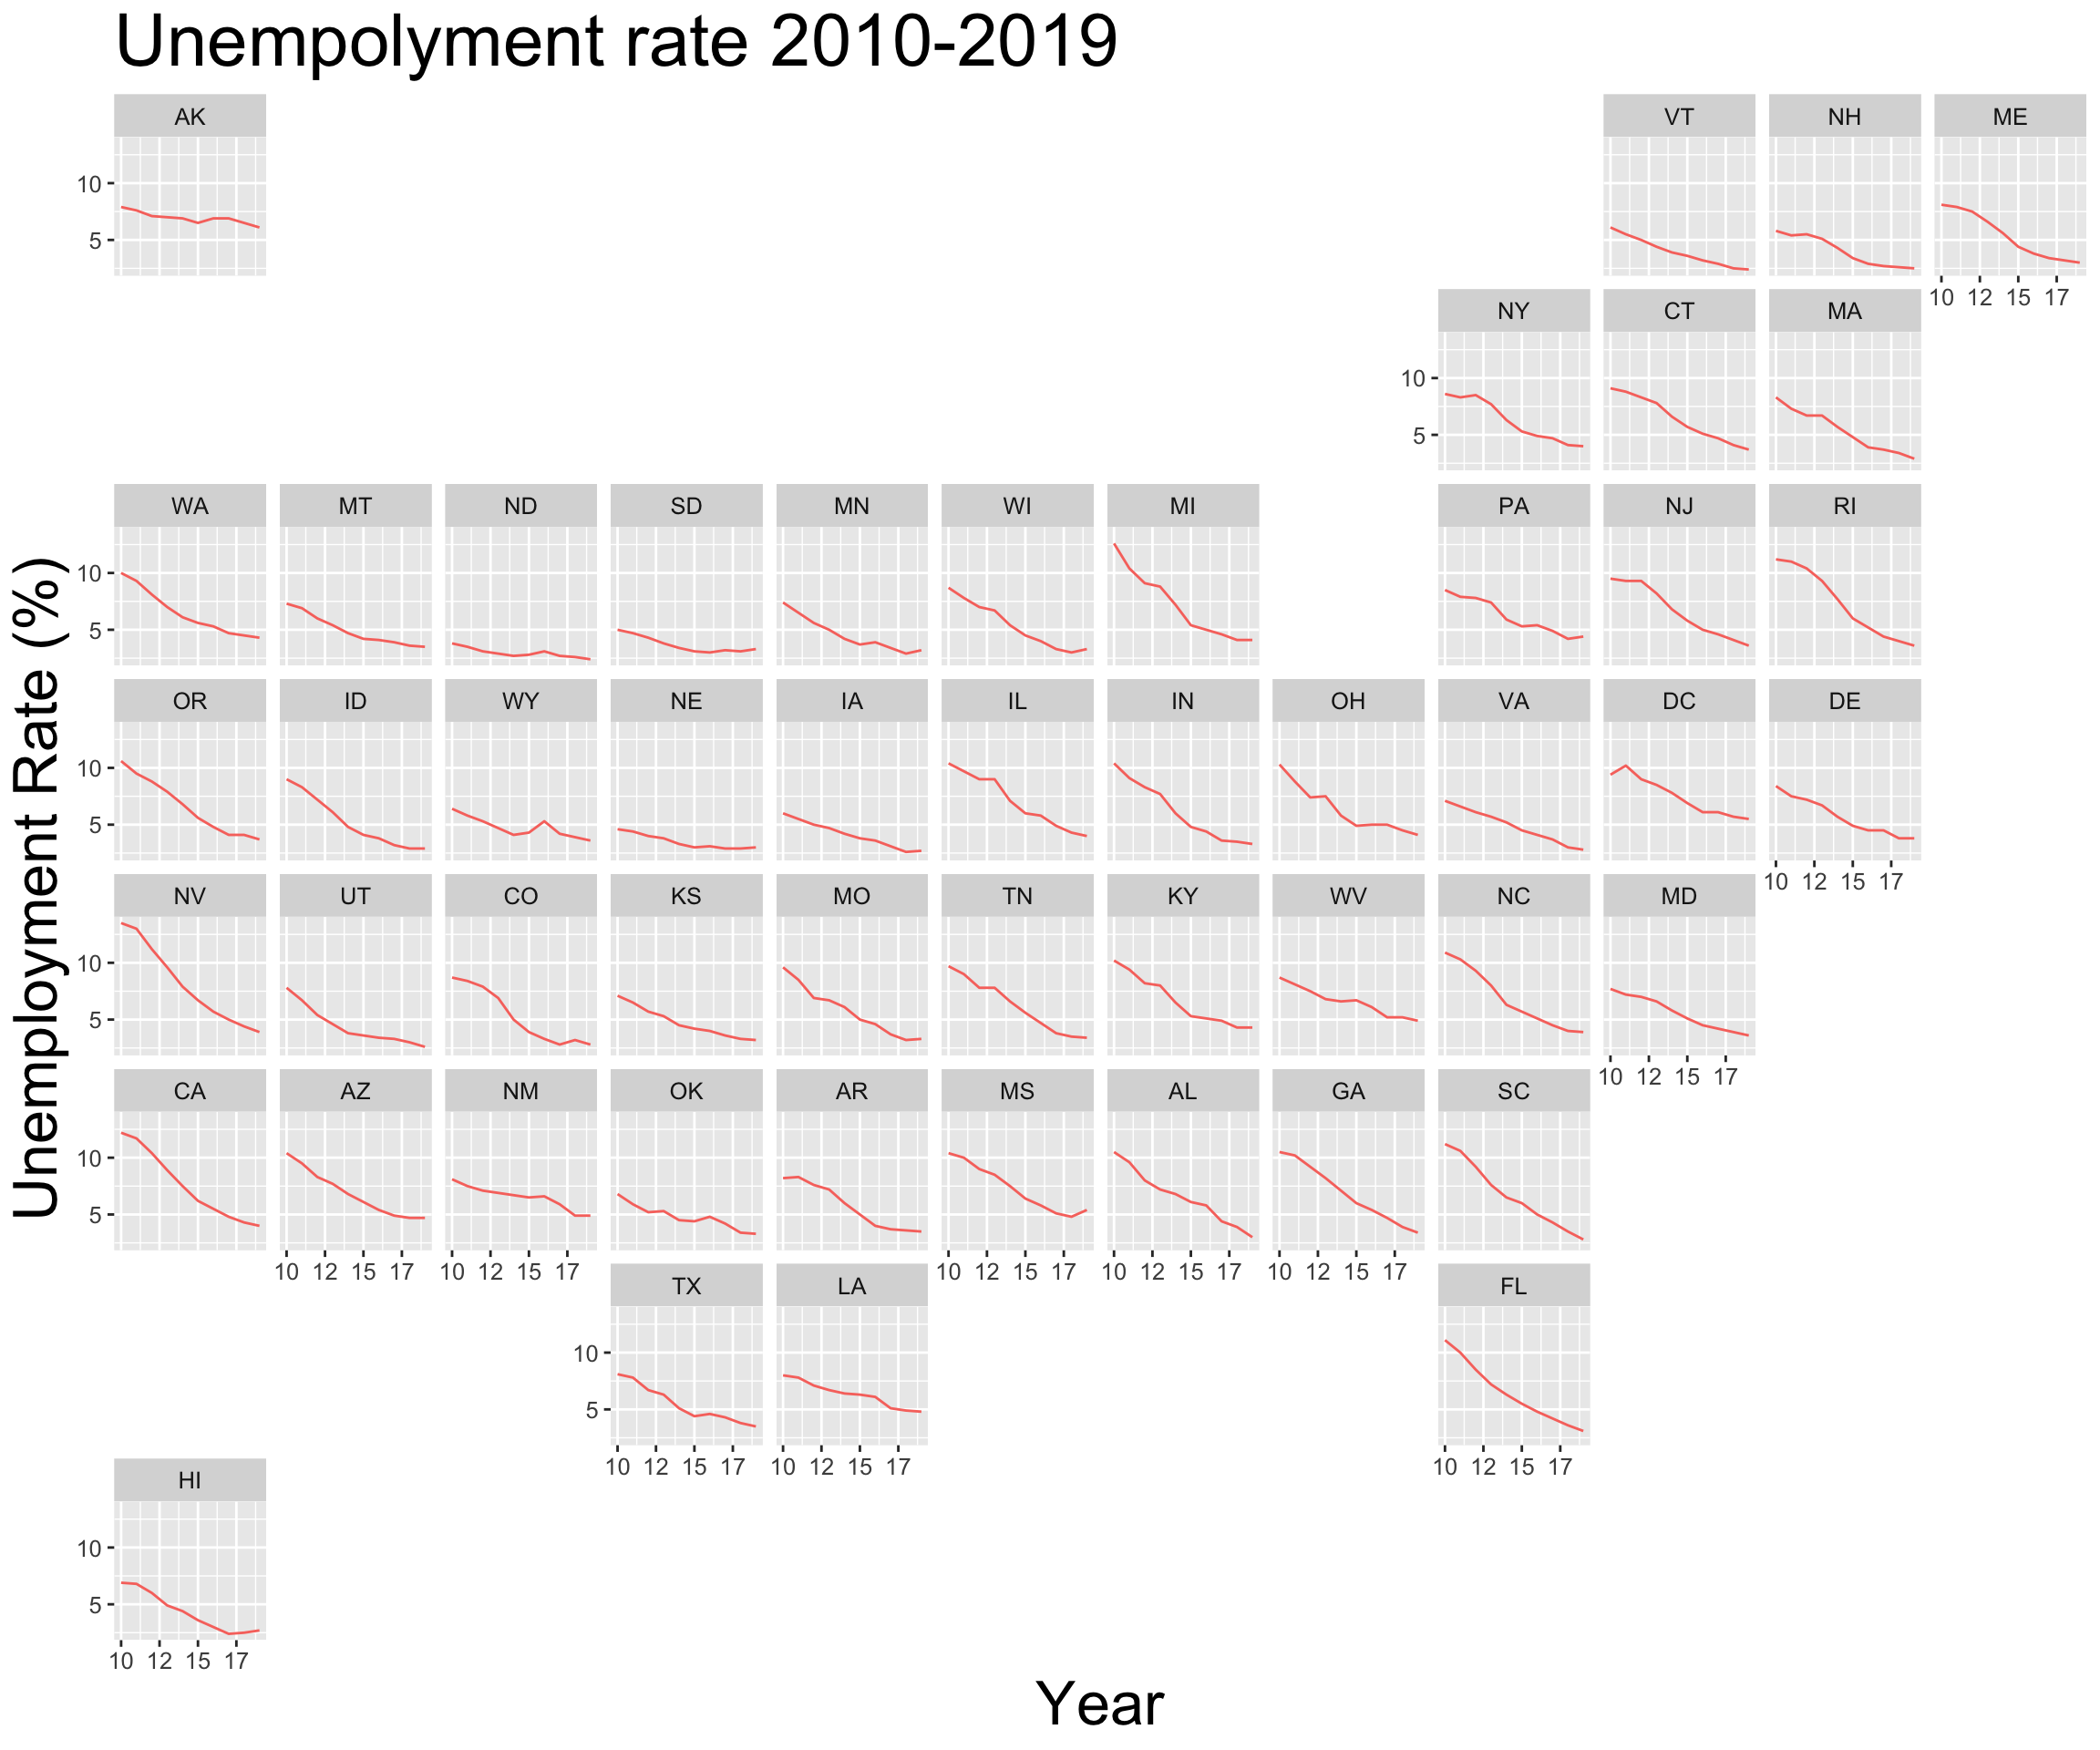 Unempolyment rate 2010-2019
AK VT NH ME
10
5
10 12 15 17
NY CT MA
10
5
WA MT ND SD MN WI MI PA NJ RI
10
5
OR ID WY NE IA IL IN OH VA DC DE
10
5
10 12 15 17
NV UT CO KS MO TN KY WV NC MD
10
5
10 12 15 17
CA AZ NM OK AR MS AL GA SC
10
5
10 12 15 17 10 12 15 17 10 12 15 17 10 12 15 17 10 12 15 17
TX LA FL
10
5
10 12 15 17 10 12 15 17 10 12 15 17
HI
10
5
10 12 15 17
Year
Unemployment Rate (%)